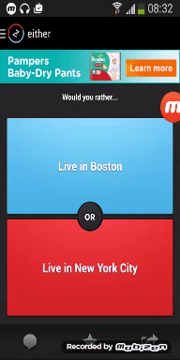 08:32
either
Pampers
Baby-Dry Pants
Learn more
Would you rather...
Live in Boston
OR
Live in New York City
Recorded by Mobizen